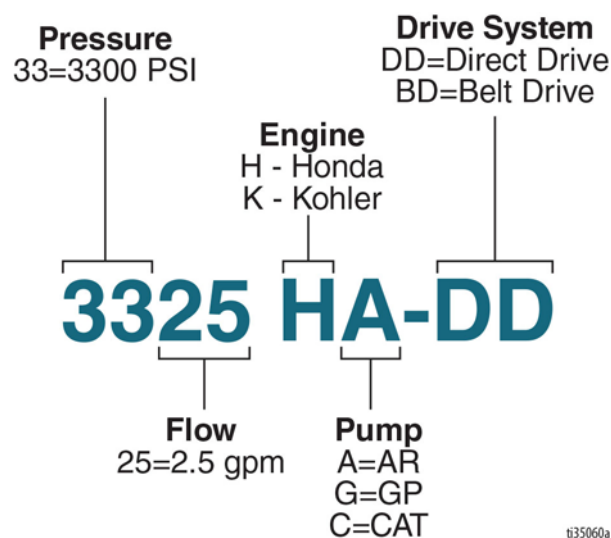 Pressure
33=3300 PSI
Drive System
DD=Direct Drive
BD=Belt Drive
Engine
H - Honda
K - Kohler
3325 HA-DD
Flow
25=2.5 gpm
Pump
A=AR
G=GP
C=CAT
ti35060a